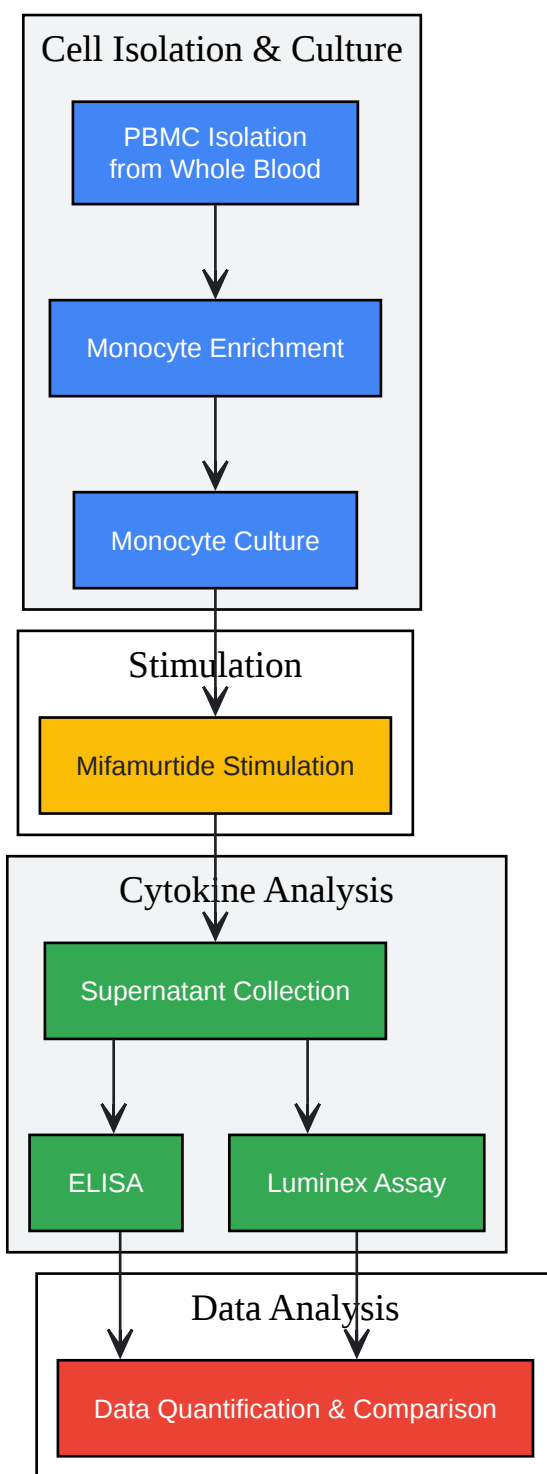 Cell Isolation & Culture
PBMC Isolation
from Whole Blood
Monocyte Enrichment
Monocyte Culture
Stimulation
Mifamurtide Stimulation
Cytokine Analysis
Supernatant Collection
ELISA
Luminex Assay
Data Analysis
Data Quantification & Comparison